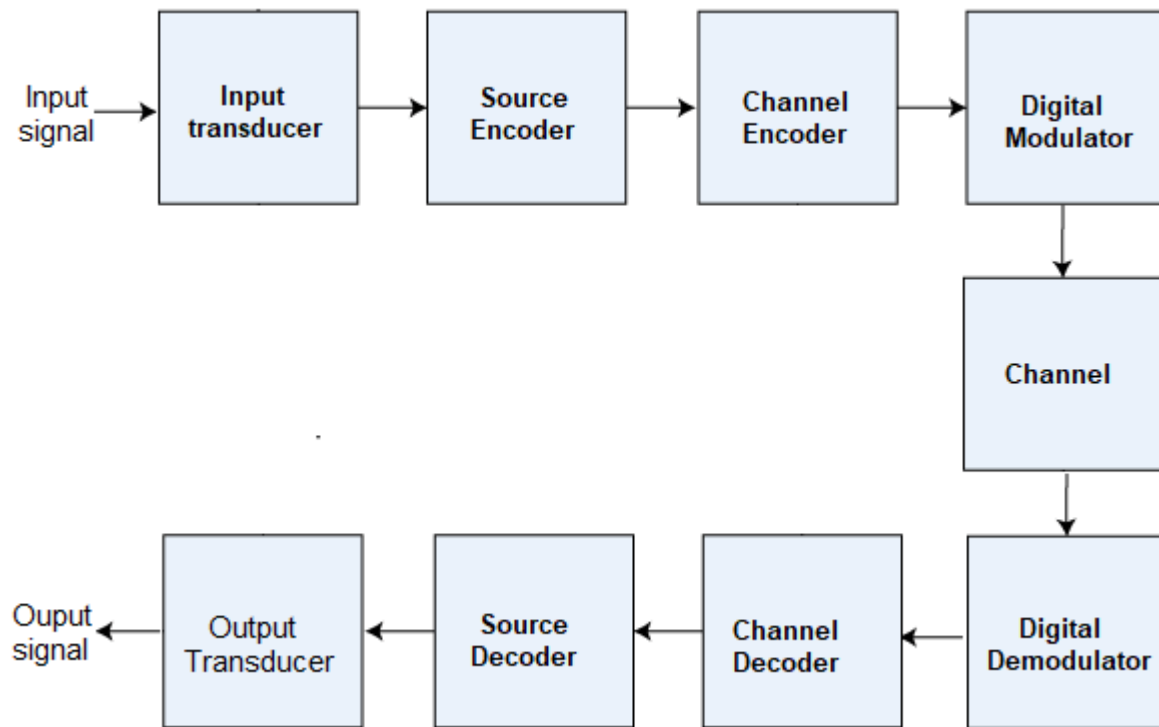 Input
signal
Input
transducer
Source
Encoder
Channel
Encoder
Digital
Modulator
Channel
Ouput
signal
Output
Transducer
Source
Decoder
Channel
Decoder
Digital
Demodulator